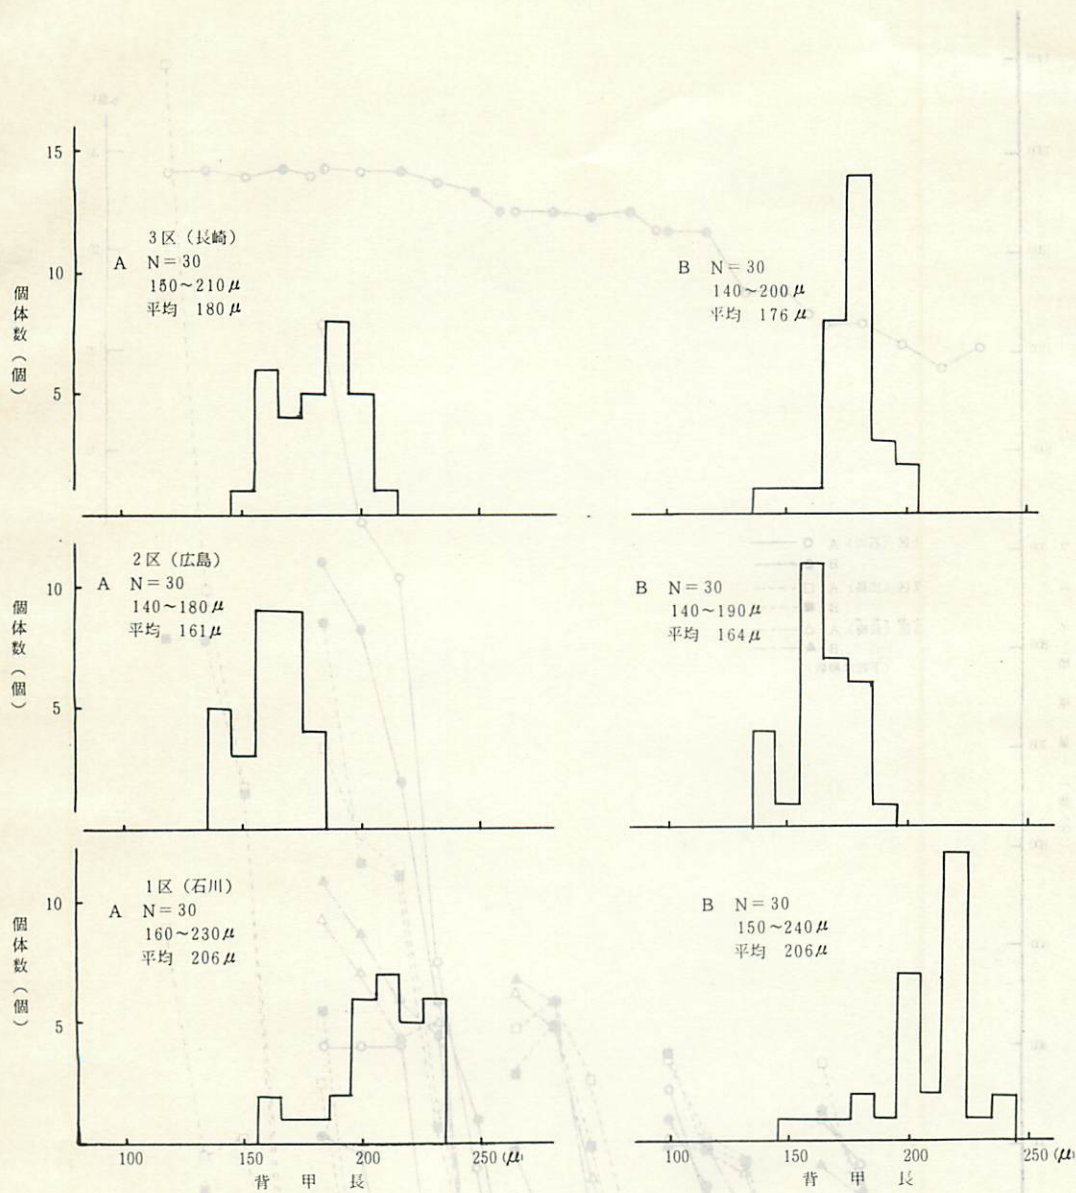 15
10
5
個体数(個)
3区(長崎)
A N=30
150~210μ
平均 180μ
B N=30
140~200μ
平均 176μ
10
5
個体数(個)
2区(広島)
A N=30
140~180μ
平均 161μ
B N=30
140~190μ
平均 164μ
10
5
個体数(個)
1区(石川)
A N=30
160~230μ
平均 206μ
B N=30
150~240μ
平均 206μ
100 150 200 250(μ)
背甲長
100 150 200 250(μ)
背甲長